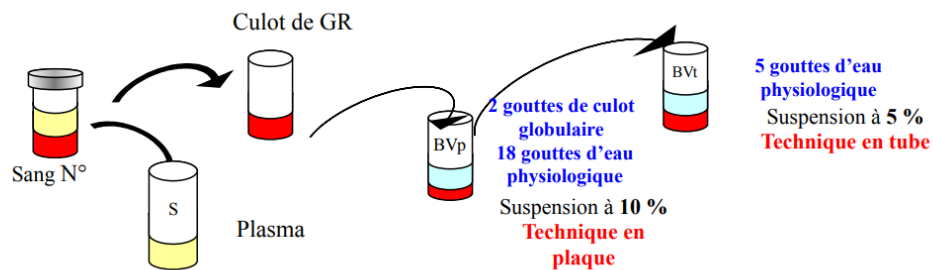 Culot de GR
Sang N°
S
Plasma
BVp
2 gouttes de culot
globulaire
18 gouttes d'eau
physiologique
Suspension à 10 %
Technique en
plaque
BVt
5 gouttes d'eau
physiologique
Suspension à 5 %
Technique en tube